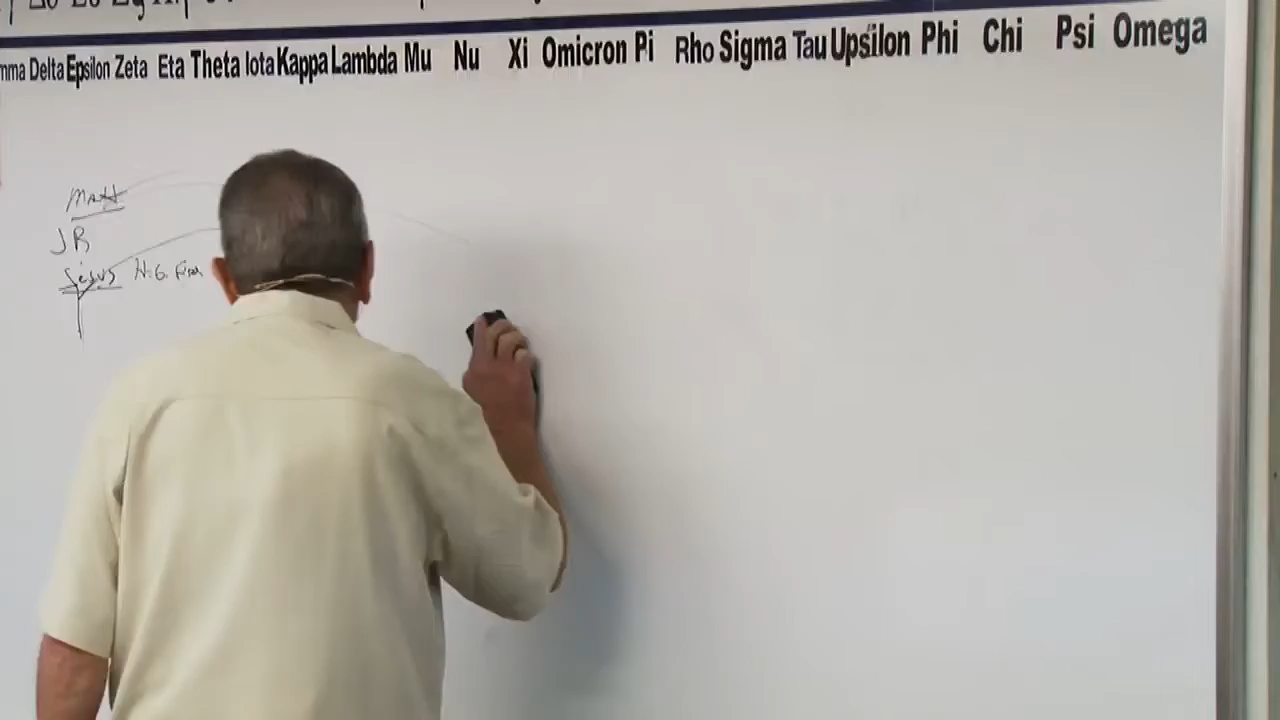 mma Delta Epsilon Zeta Eta Theta Iota Kappa Lambda Mu Nu Xi Omicron Pi Rho Sigma Tau Upsilon Phi Chi Psi Omega
Matt
JB
Jesus H.G. Fire